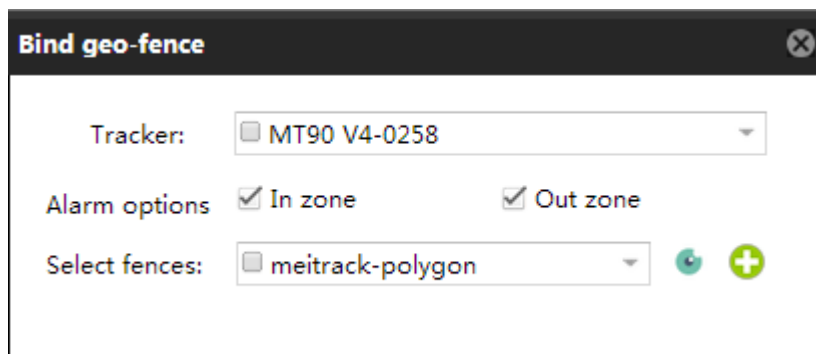 Bind geo-fence
Tracker: MT90 V4-0258
Alarm options In zone Out zone
Select fences: meitrack-polygon